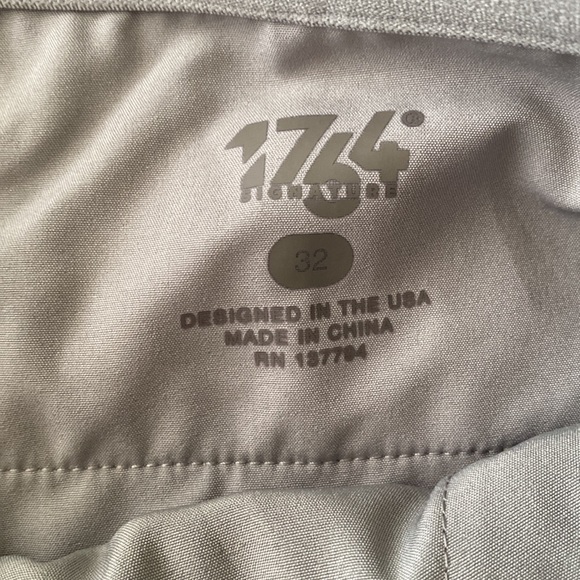 1764®
SIGNATURE
32
DESIGNED IN THE USA
MADE IN CHINA
RN 137794